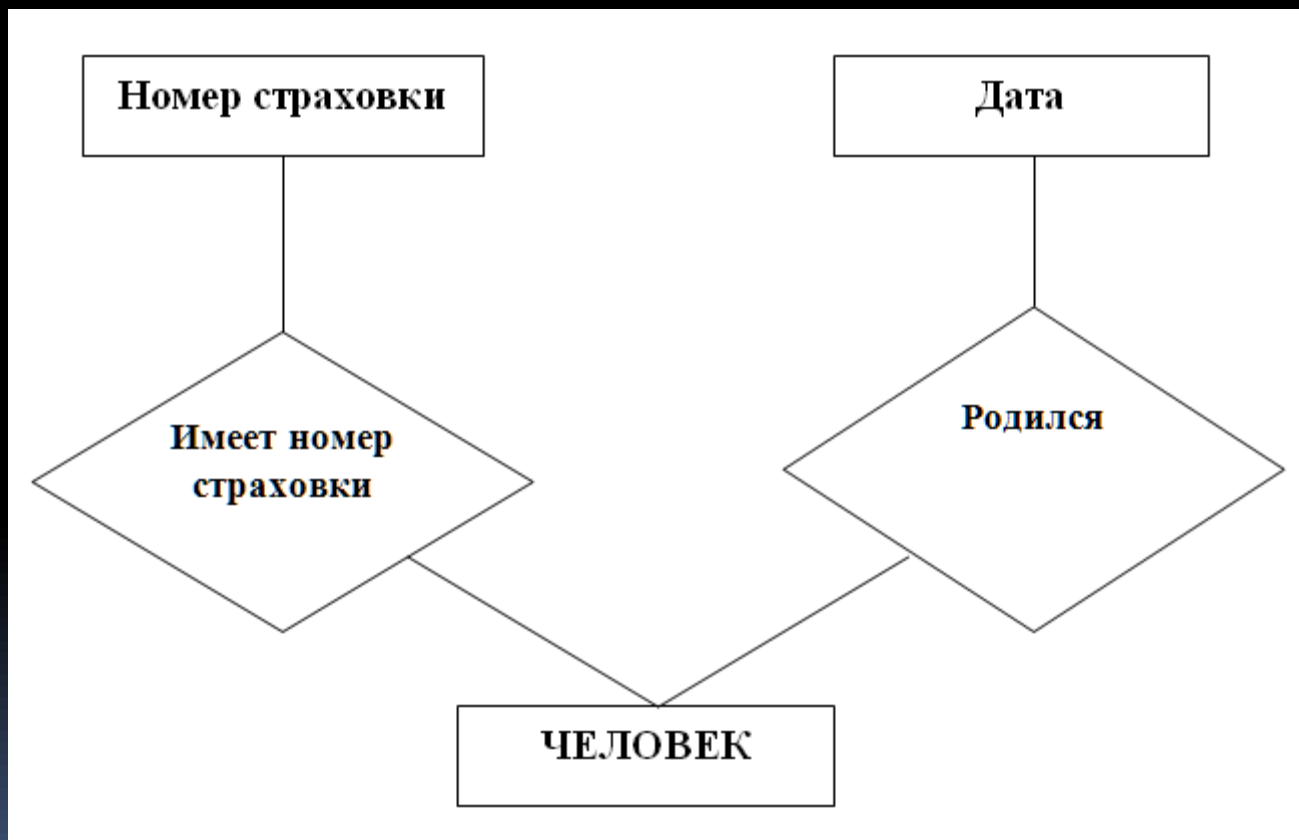 Номер страховки
Дата
Имеет номер
страховки
Родился
ЧЕЛОВЕК